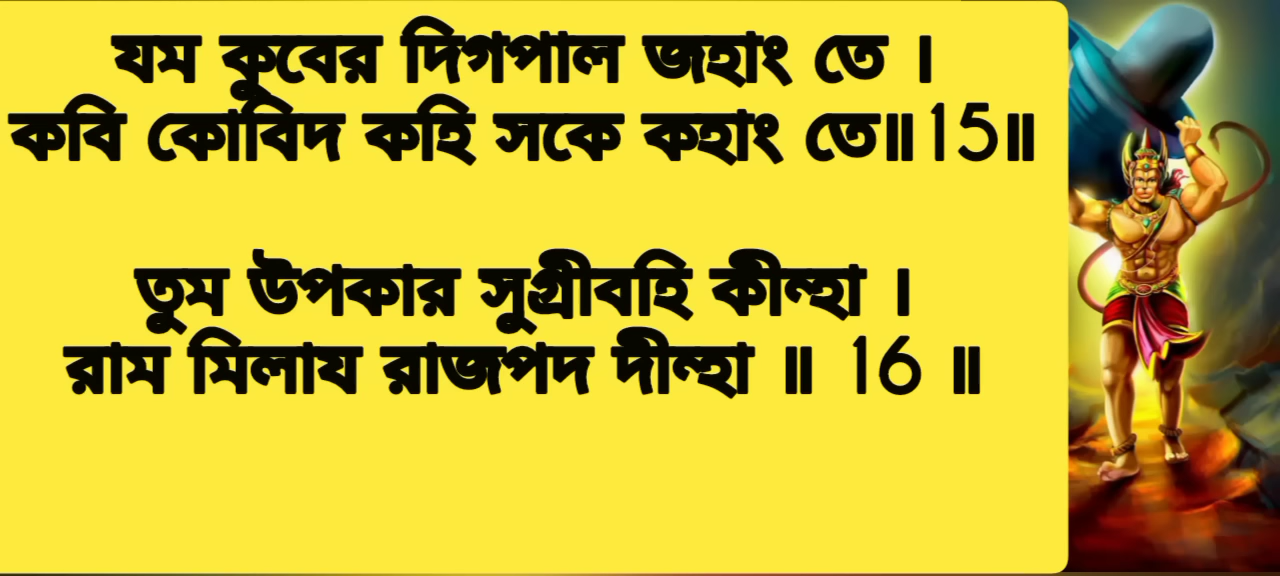 যম কুবের দিগপাল জহাং তে ।
কবি কোবিদ কহি সকে কহাং তে॥15॥
তুম উপকার সুগ্রীবহি কীন্হা ।
রাম মিলায রাজপদ দীন্হা ॥ 16 ॥